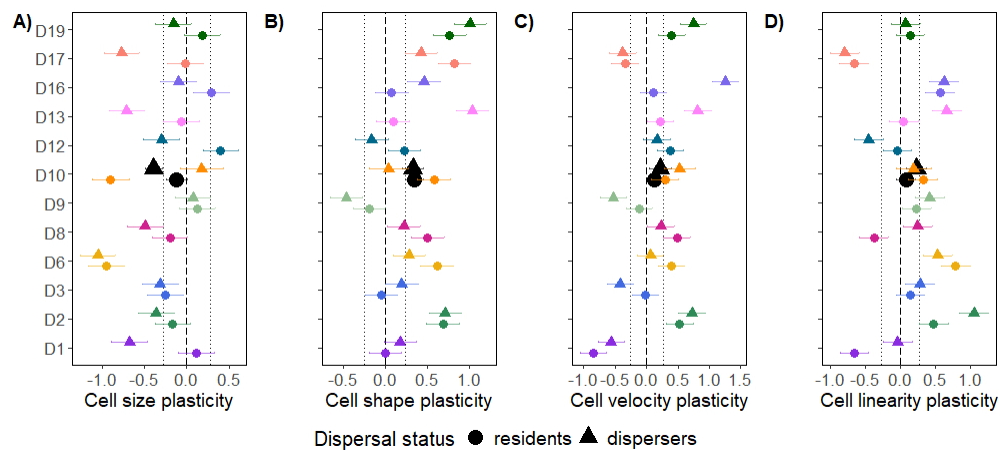 A) B) C) D)
D19
D17
D16
D13
D12
D10
D9
D8
D6
D3
D2
D1
-1.0 -0.5 0.0 0.5 -0.5 0.0 0.5 1.0 -1.0 -0.5 0.0 0.5 1.0 1.5 -1.0 -0.5 0.0 0.5 1.0
Cell size plasticity Cell shape plasticity Cell velocity plasticity Cell linearity plasticity
Dispersal status residents dispersers